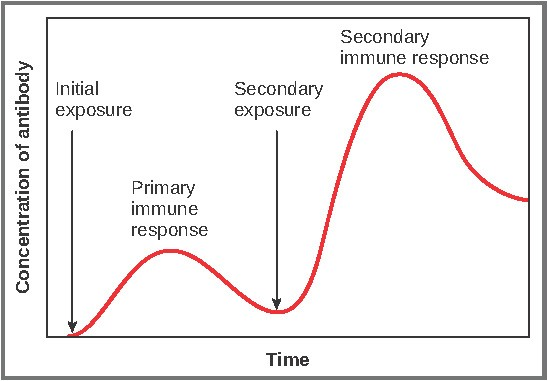 Secondary
immune response
Initial
exposure
Secondary
exposure
Primary
immune
response
Concentration of antibody
Time